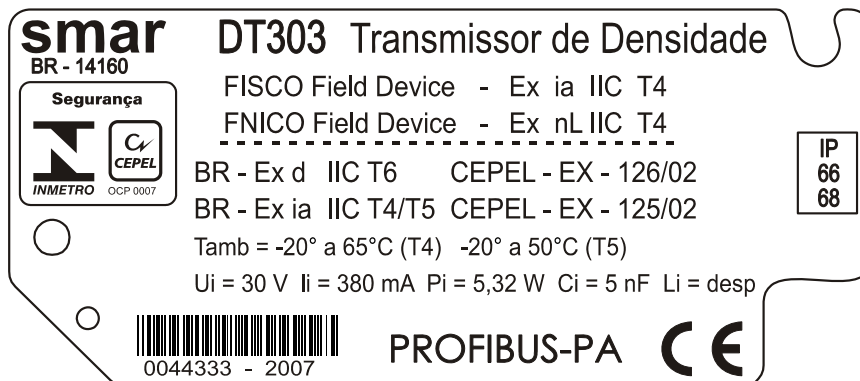 smar DT303 Transmissor de Densidade
BR - 14160
FISCO Field Device - Ex ia IIC T4
Segurança
FNICO Field Device - Ex nL IIC T4
CEPEL
INMETRO OCP 0007
IP
66
68
BR - Ex d IIC T6 CEPEL - EX - 126/02
BR - Ex ia IIC T4/T5 CEPEL - EX - 125/02
Tamb = -20° a 65°C (T4) -20° a 50°C (T5)
Ui = 30 V Ii = 380 mA Pi = 5,32 W Ci = 5 nF Li = desp
0044333 - 2007
PROFIBUS-PA CE